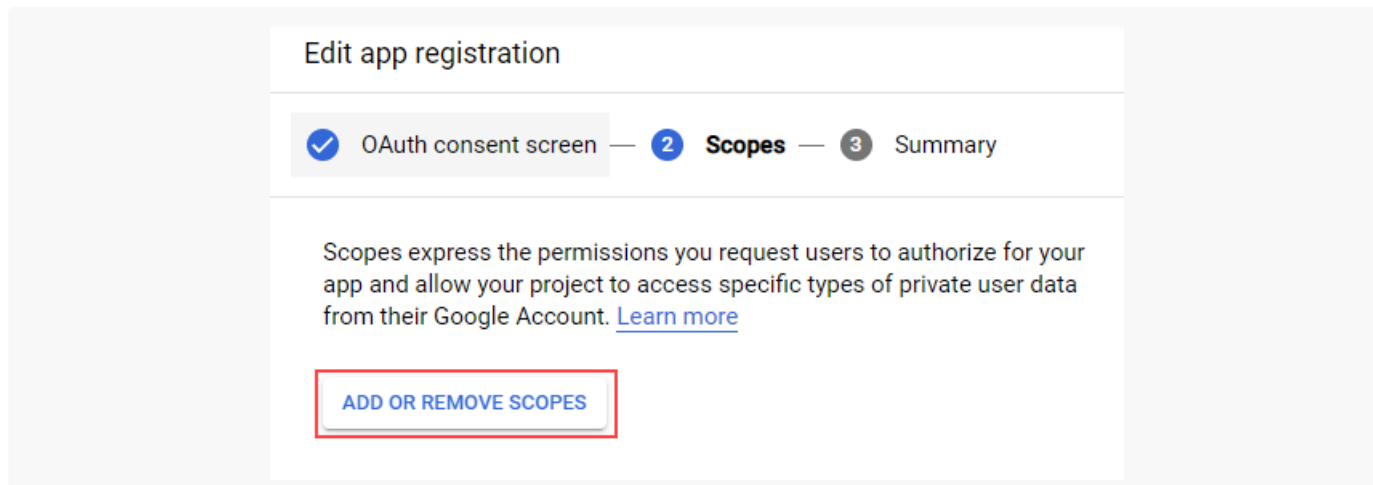 Edit app registration
OAuth consent screen — 2 Scopes — 3 Summary
Scopes express the permissions you request users to authorize for your
app and allow your project to access specific types of private user data
from their Google Account. Learn more
ADD OR REMOVE SCOPES